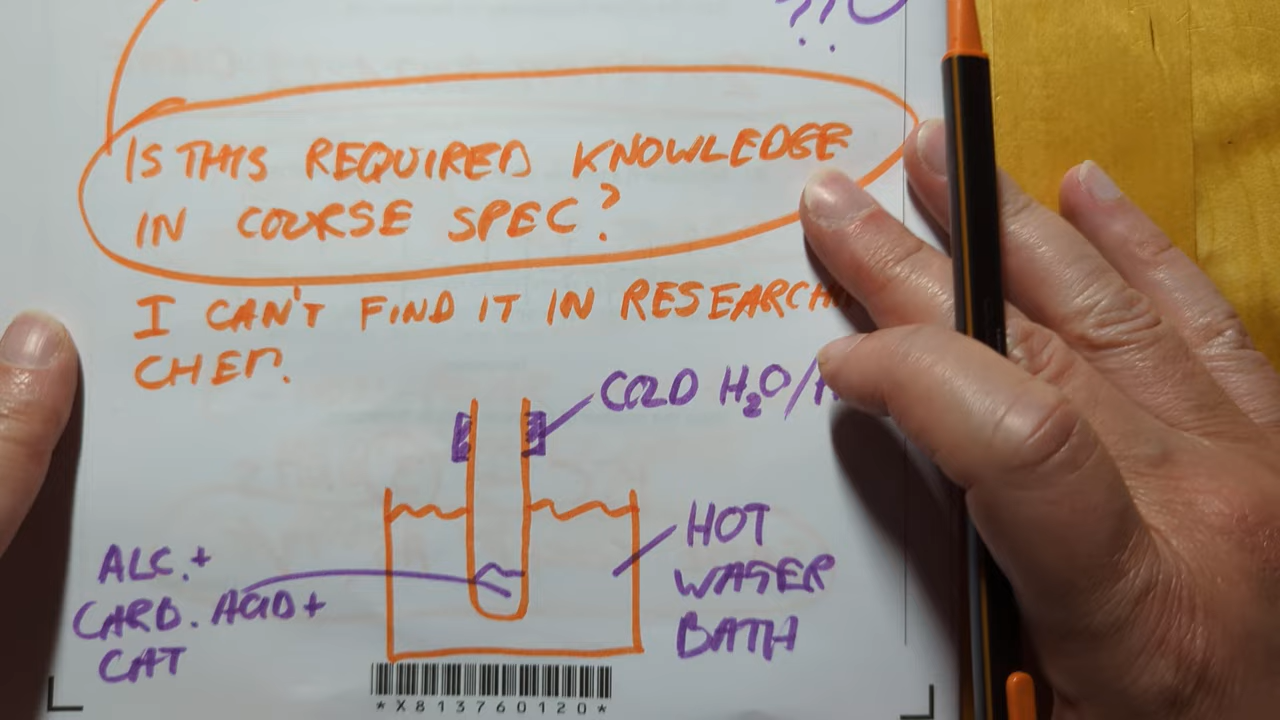 ??
IS THIS REQUIRED KNOWLEDGE
IN COURSE SPEC?
I CAN'T FIND IT IN RESEARCH
CHEM.
COLD H₂O/
HOT
WATER
BATH
ALC. +
CARB. ACID +
CAT
*X813760120*